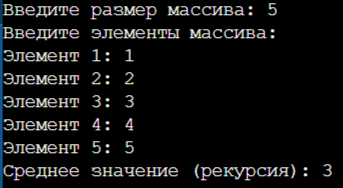 Введите размер массива: 5
Введите элементы массива:
Элемент 1: 1
Элемент 2: 2
Элемент 3: 3
Элемент 4: 4
Элемент 5: 5
Среднее значение (рекурсия): 3